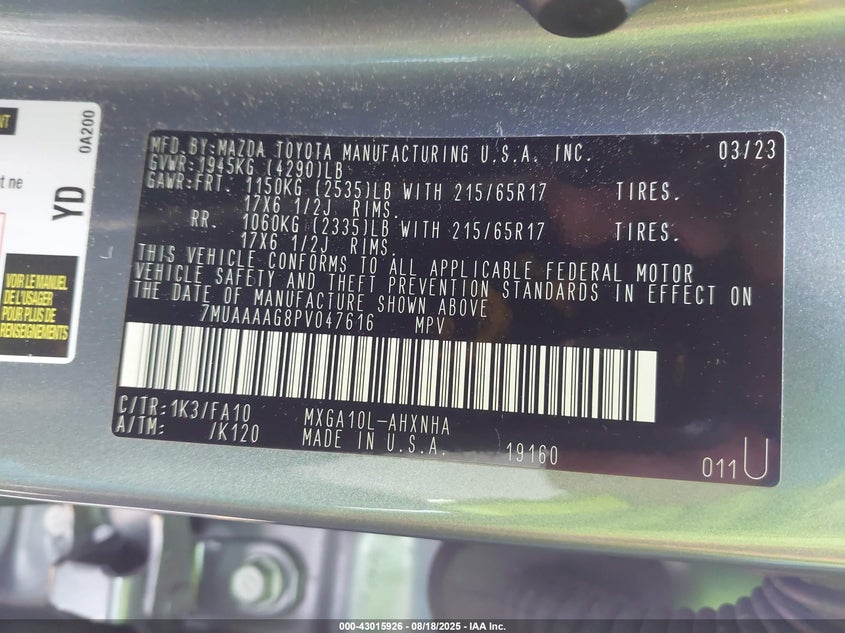 NT
t ne
0A200
YD
VOIR LE MANUEL
DE L'USAGER
POUR PLUS DE
RENSEIGNEMENTS
MFD.BY:MAZDA TOYOTA MANUFACTURING U.S.A. INC. 03/23
GVWR:1945KG (4290)LB
GAWR:FRT. 1150KG (2535)LB WITH 215/65R17 TIRES.
17X6 1/2J RIMS.
RR. 1060KG (2335)LB WITH 215/65R17 TIRES.
17X6 1/2J RIMS.
THIS VEHICLE CONFORMS TO ALL APPLICABLE FEDERAL MOTOR
VEHICLE SAFETY AND THEFT PREVENTION STANDARDS IN EFFECT ON
THE DATE OF MANUFACTURE SHOWN ABOVE
7MUAAAAG8PV047616 MPV
C/TR:1K3/FA10 MXGA10L-AHXNHA
A/TM: /K120 MADE IN U.S.A. 19160
011U
000-43015926 - 08/18/2025 - IAA Inc.